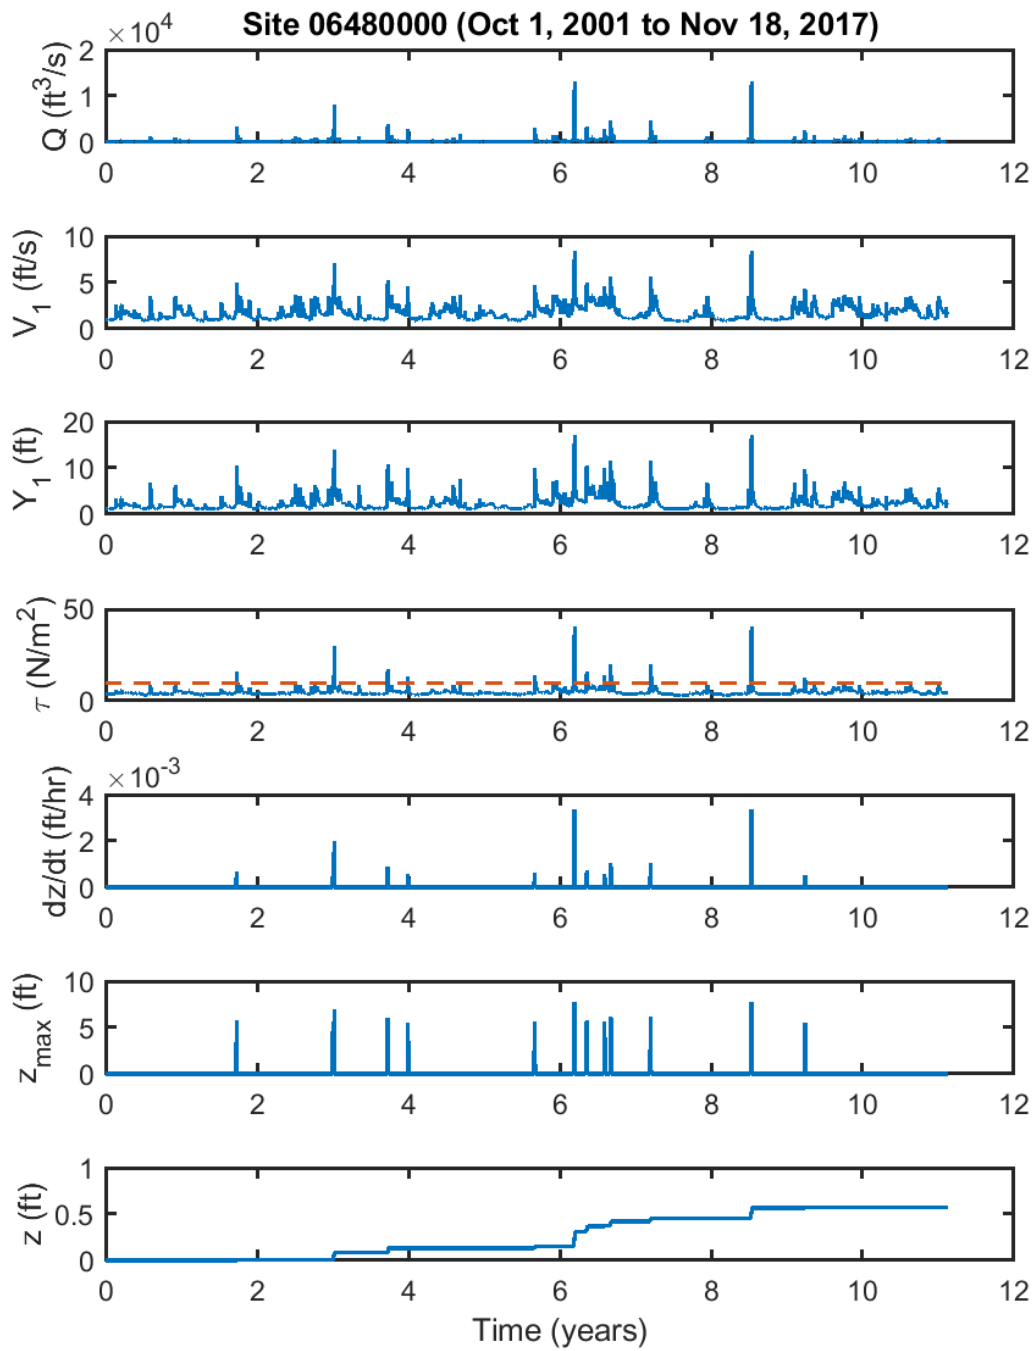 Site 06480000 (Oct 1, 2001 to Nov 18, 2017)
×10⁴
Q (ft³/s)
2
1
0
0 2 4 6 8 10 12
V₁ (ft/s)
10
5
0
0 2 4 6 8 10 12
Y₁ (ft)
20
10
0
0 2 4 6 8 10 12
τ (N/m²)
50
0
0 2 4 6 8 10 12
×10⁻³
dz/dt (ft/hr)
4
2
0
0 2 4 6 8 10 12
z_max (ft)
10
5
0
0 2 4 6 8 10 12
z (ft)
1
0.5
0
0 2 4 6 8 10 12
Time (years)